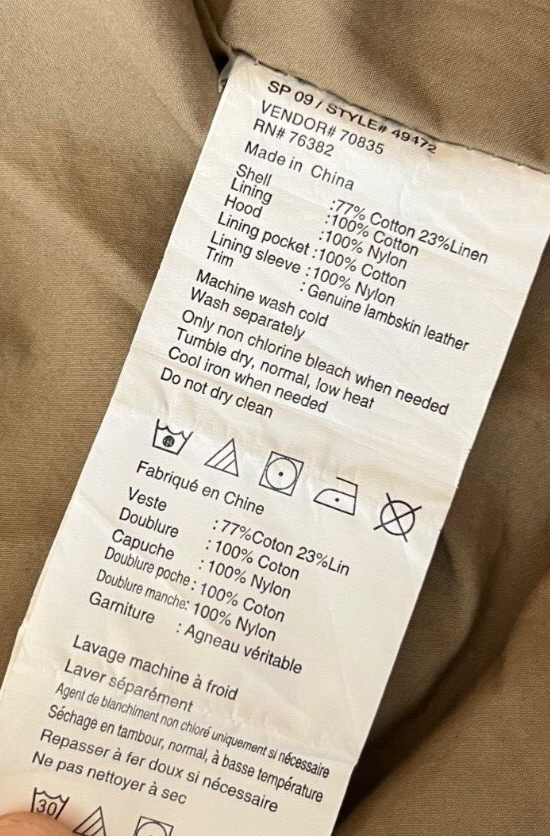 SP 09 / STYLE# 49472
VENDOR# 70835
RN# 76382
Made in China
Shell :77% Cotton 23%Linen
Lining :100% Cotton
Hood :100% Nylon
Lining pocket :100% Cotton
Lining sleeve :100% Nylon
Trim : Genuine lambskin leather
Machine wash cold
Wash separately
Only non chlorine bleach when needed
Tumble dry, normal, low heat
Cool iron when needed
Do not dry clean
Fabriqué en Chine
Veste : 77%Coton 23%Lin
Doublure : 100% Coton
Capuche : 100% Nylon
Doublure poche : 100% Coton
Doublure manche: 100% Nylon
Garniture : Agneau véritable
Lavage machine à froid
Laver séparément
Agent de blanchiment non chloré uniquement si nécessaire
Séchage en tambour, normal, à basse température
Repasser à fer doux si nécessaire
Ne pas nettoyer à sec
30